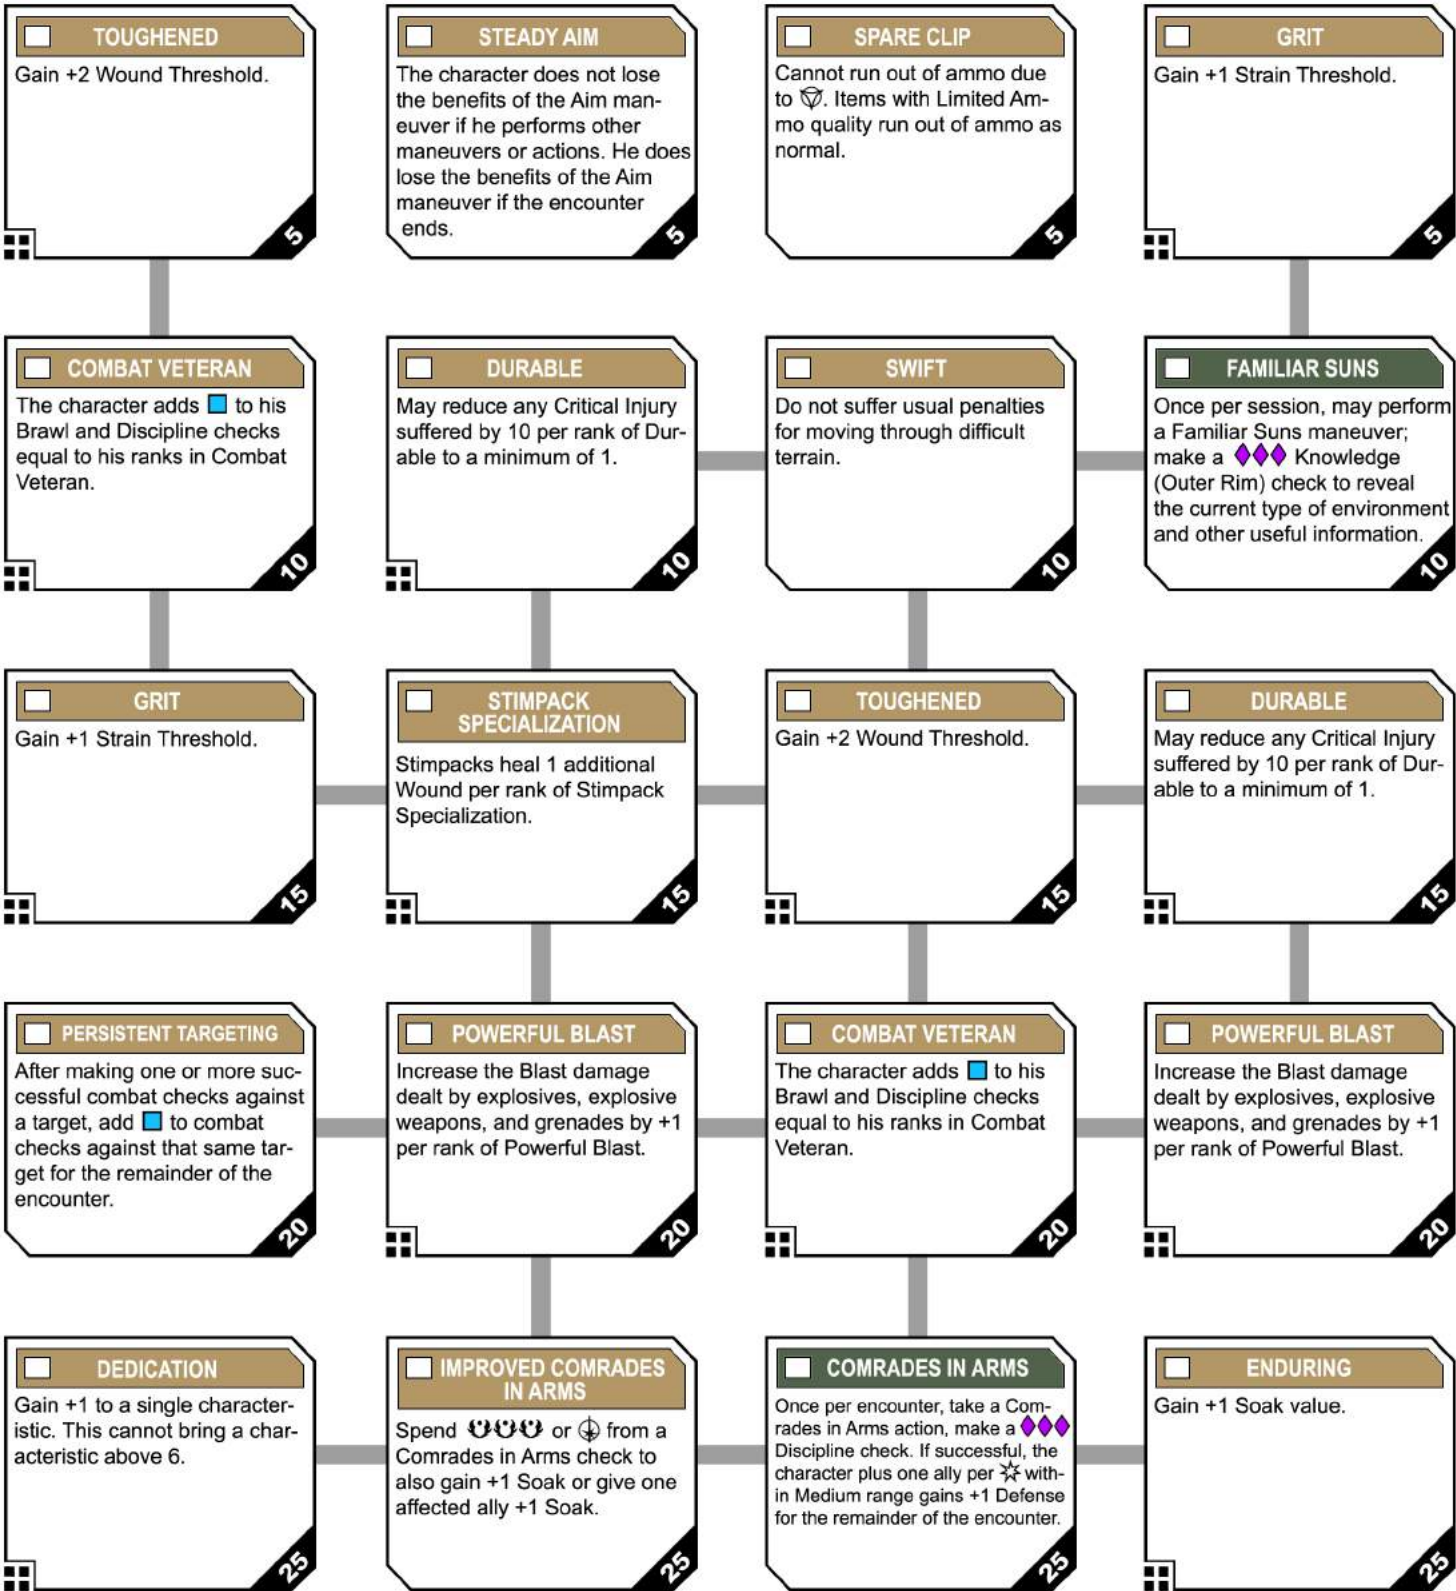 TOUGHENED
Gain +2 Wound Threshold.
5
STEADY AIM
The character does not lose
the benefits of the Aim man-
euver if he performs other
maneuvers or actions. He does
lose the benefits of the Aim
maneuver if the encounter
ends.
5
SPARE CLIP
Cannot run out of ammo due
to . Items with Limited Am-
mo quality run out of ammo as
normal.
5
GRIT
Gain +1 Strain Threshold.
5
COMBAT VETERAN
The character adds to his
Brawl and Discipline checks
equal to his ranks in Combat
Veteran.
10
DURABLE
May reduce any Critical Injury
suffered by 10 per rank of Dur-
able to a minimum of 1.
10
SWIFT
Do not suffer usual penalties
for moving through difficult
terrain.
10
FAMILIAR SUNS
Once per session, may perform
a Familiar Suns maneuver;
make a Knowledge
(Outer Rim) check to reveal
the current type of environment
and other useful information.
10
GRIT
Gain +1 Strain Threshold.
15
STIMPACK
SPECIALIZATION
Stimpacks heal 1 additional
Wound per rank of Stimpack
Specialization.
15
TOUGHENED
Gain +2 Wound Threshold.
15
DURABLE
May reduce any Critical Injury
suffered by 10 per rank of Dur-
able to a minimum of 1.
15
PERSISTENT TARGETING
After making one or more suc-
cessful combat checks against
a target, add to combat
checks against that same tar-
get for the remainder of the
encounter.
20
POWERFUL BLAST
Increase the Blast damage
dealt by explosives, explosive
weapons, and grenades by +1
per rank of Powerful Blast.
20
COMBAT VETERAN
The character adds to his
Brawl and Discipline checks
equal to his ranks in Combat
Veteran.
20
POWERFUL BLAST
Increase the Blast damage
dealt by explosives, explosive
weapons, and grenades by +1
per rank of Powerful Blast.
20
DEDICATION
Gain +1 to a single character-
istic. This cannot bring a char-
acteristic above 6.
25
IMPROVED COMRADES
IN ARMS
Spend or from a
Comrades in Arms check to
also gain +1 Soak or give one
affected ally +1 Soak.
25
COMRADES IN ARMS
Once per encounter, take a Com-
rades in Arms action, make a
Discipline check. If successful, the
character plus one ally per with-
in Medium range gains +1 Defense
for the remainder of the encounter.
25
ENDURING
Gain +1 Soak value.
25